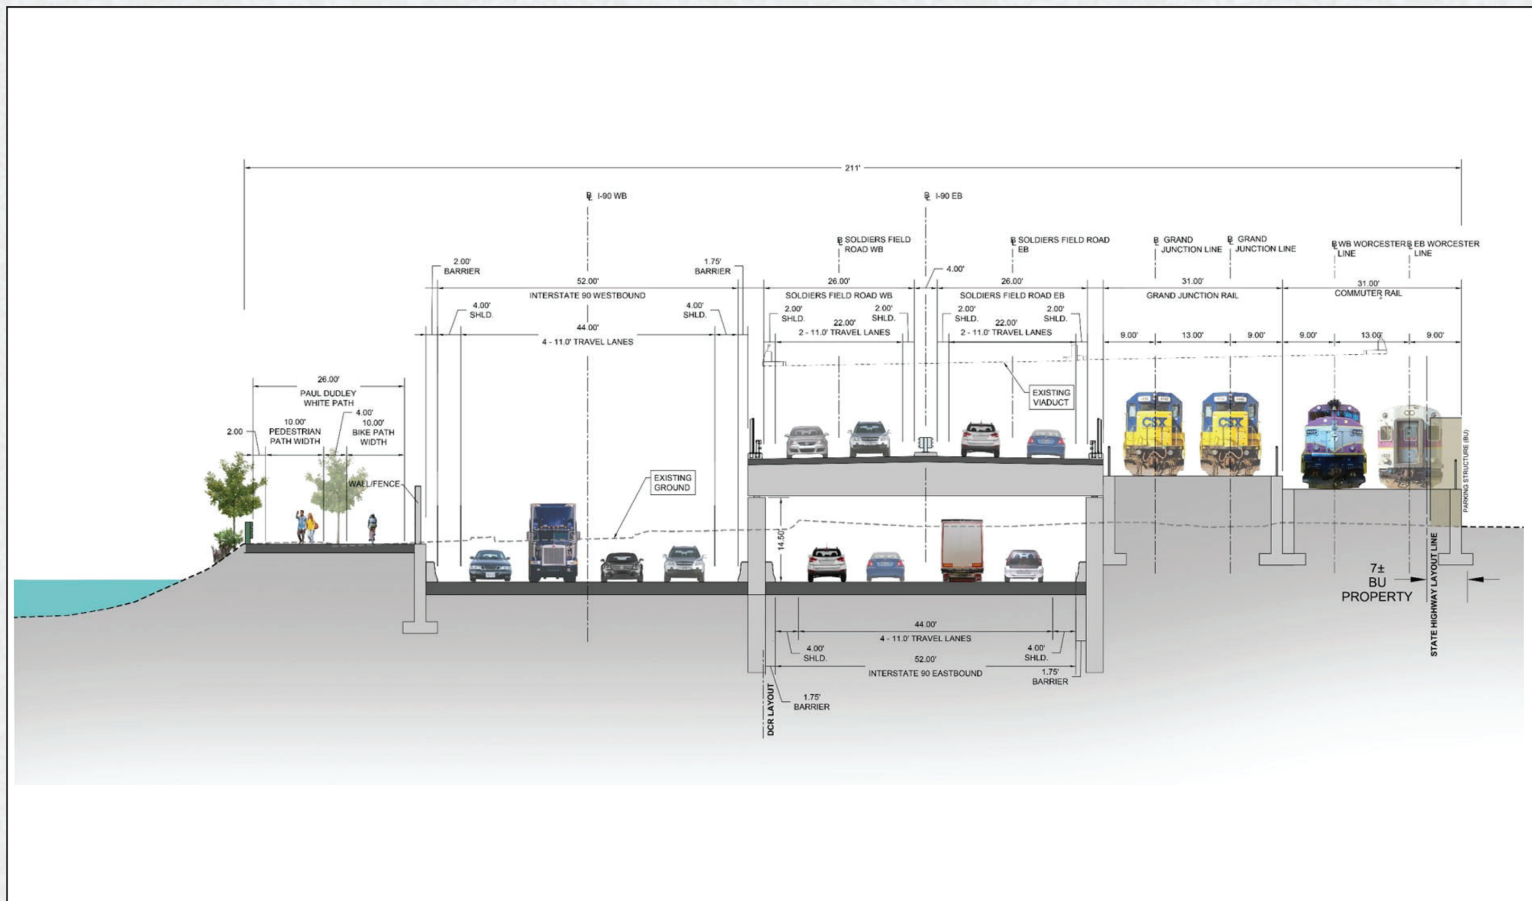 211'
℄ I-90 WB
℄ I-90 EB
℄ SOLDIERS FIELD
ROAD WB
℄ SOLDIERS FIELD ROAD
EB
℄ GRAND
JUNCTION LINE
℄ GRAND
JUNCTION LINE
℄ WB WORCESTER
LINE
℄ EB WORCESTER
LINE
2.00'
BARRIER
52.00'
INTERSTATE 90 WESTBOUND
1.75'
BARRIER
26.00'
SOLDIERS FIELD ROAD WB
4.00'
26.00'
SOLDIERS FIELD ROAD EB
31.00'
GRAND JUNCTION RAIL
31.00'
COMMUTER RAIL
4.00'
SHLD.
44.00'
4 - 11.0' TRAVEL LANES
4.00'
SHLD.
2.00'
SHLD.
22.00'
2 - 11.0' TRAVEL LANES
2.00'
SHLD.
2.00'
SHLD.
22.00'
2 - 11.0' TRAVEL LANES
2.00'
SHLD.
9.00'
13.00'
9.00'
9.00'
13.00'
9.00'
26.00'
PAUL DUDLEY
WHITE PATH
2.00
10.00'
PEDESTRIAN
PATH WIDTH
4.00'
10.00'
BIKE PATH
WIDTH
WALL/FENCE
EXISTING
GROUND
EXISTING
VIADUCT
CSX
CSX
14.50'
PARKING STRUCTURE (BU)
7±
BU
PROPERTY
STATE HIGHWAY LAYOUT LINE
44.00'
4 - 11.0' TRAVEL LANES
4.00'
SHLD.
4.00'
SHLD.
52.00'
INTERSTATE 90 EASTBOUND
1.75'
BARRIER
1.75'
BARRIER
DCR LAYOUT